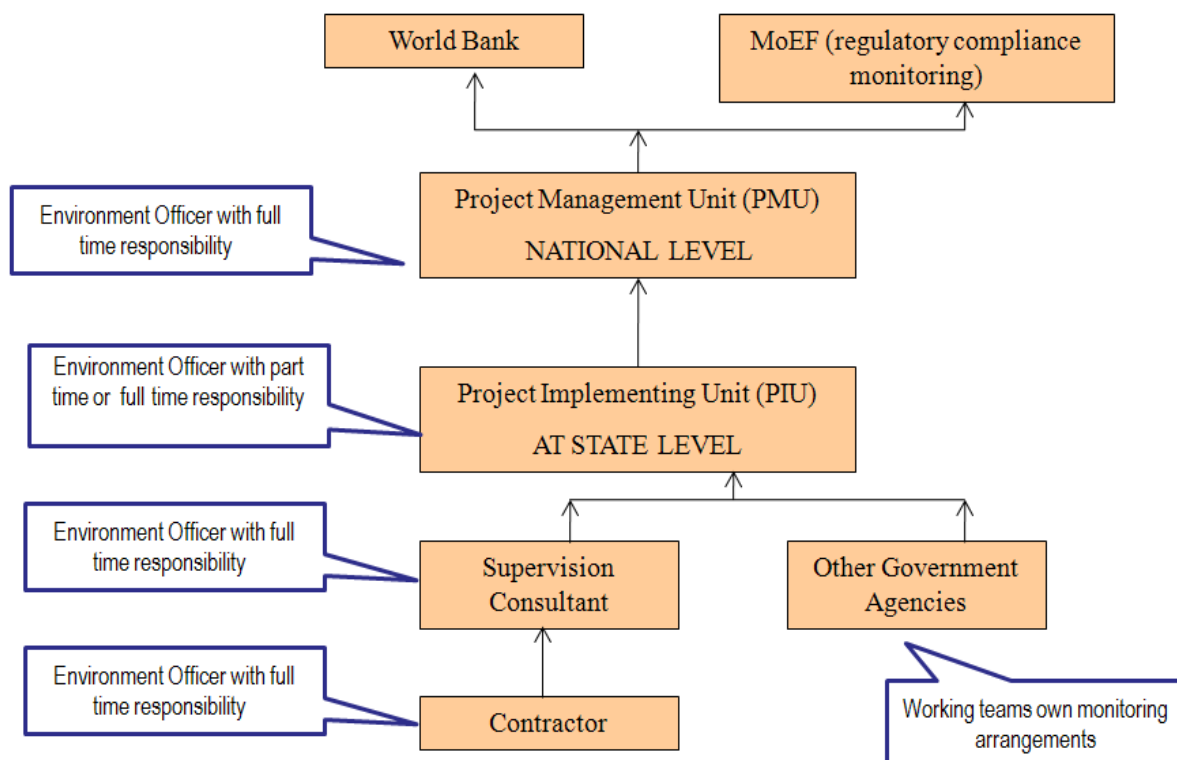 World Bank
MoEF (regulatory compliance
monitoring)
Environment Officer with full
time responsibility
Project Management Unit (PMU)
NATIONAL LEVEL
Environment Officer with part
time or full time responsibility
Project Implementing Unit (PIU)
AT STATE LEVEL
Environment Officer with full
time responsibility
Supervision
Consultant
Other Government
Agencies
Environment Officer with full
time responsibility
Contractor
Working teams own monitoring
arrangements